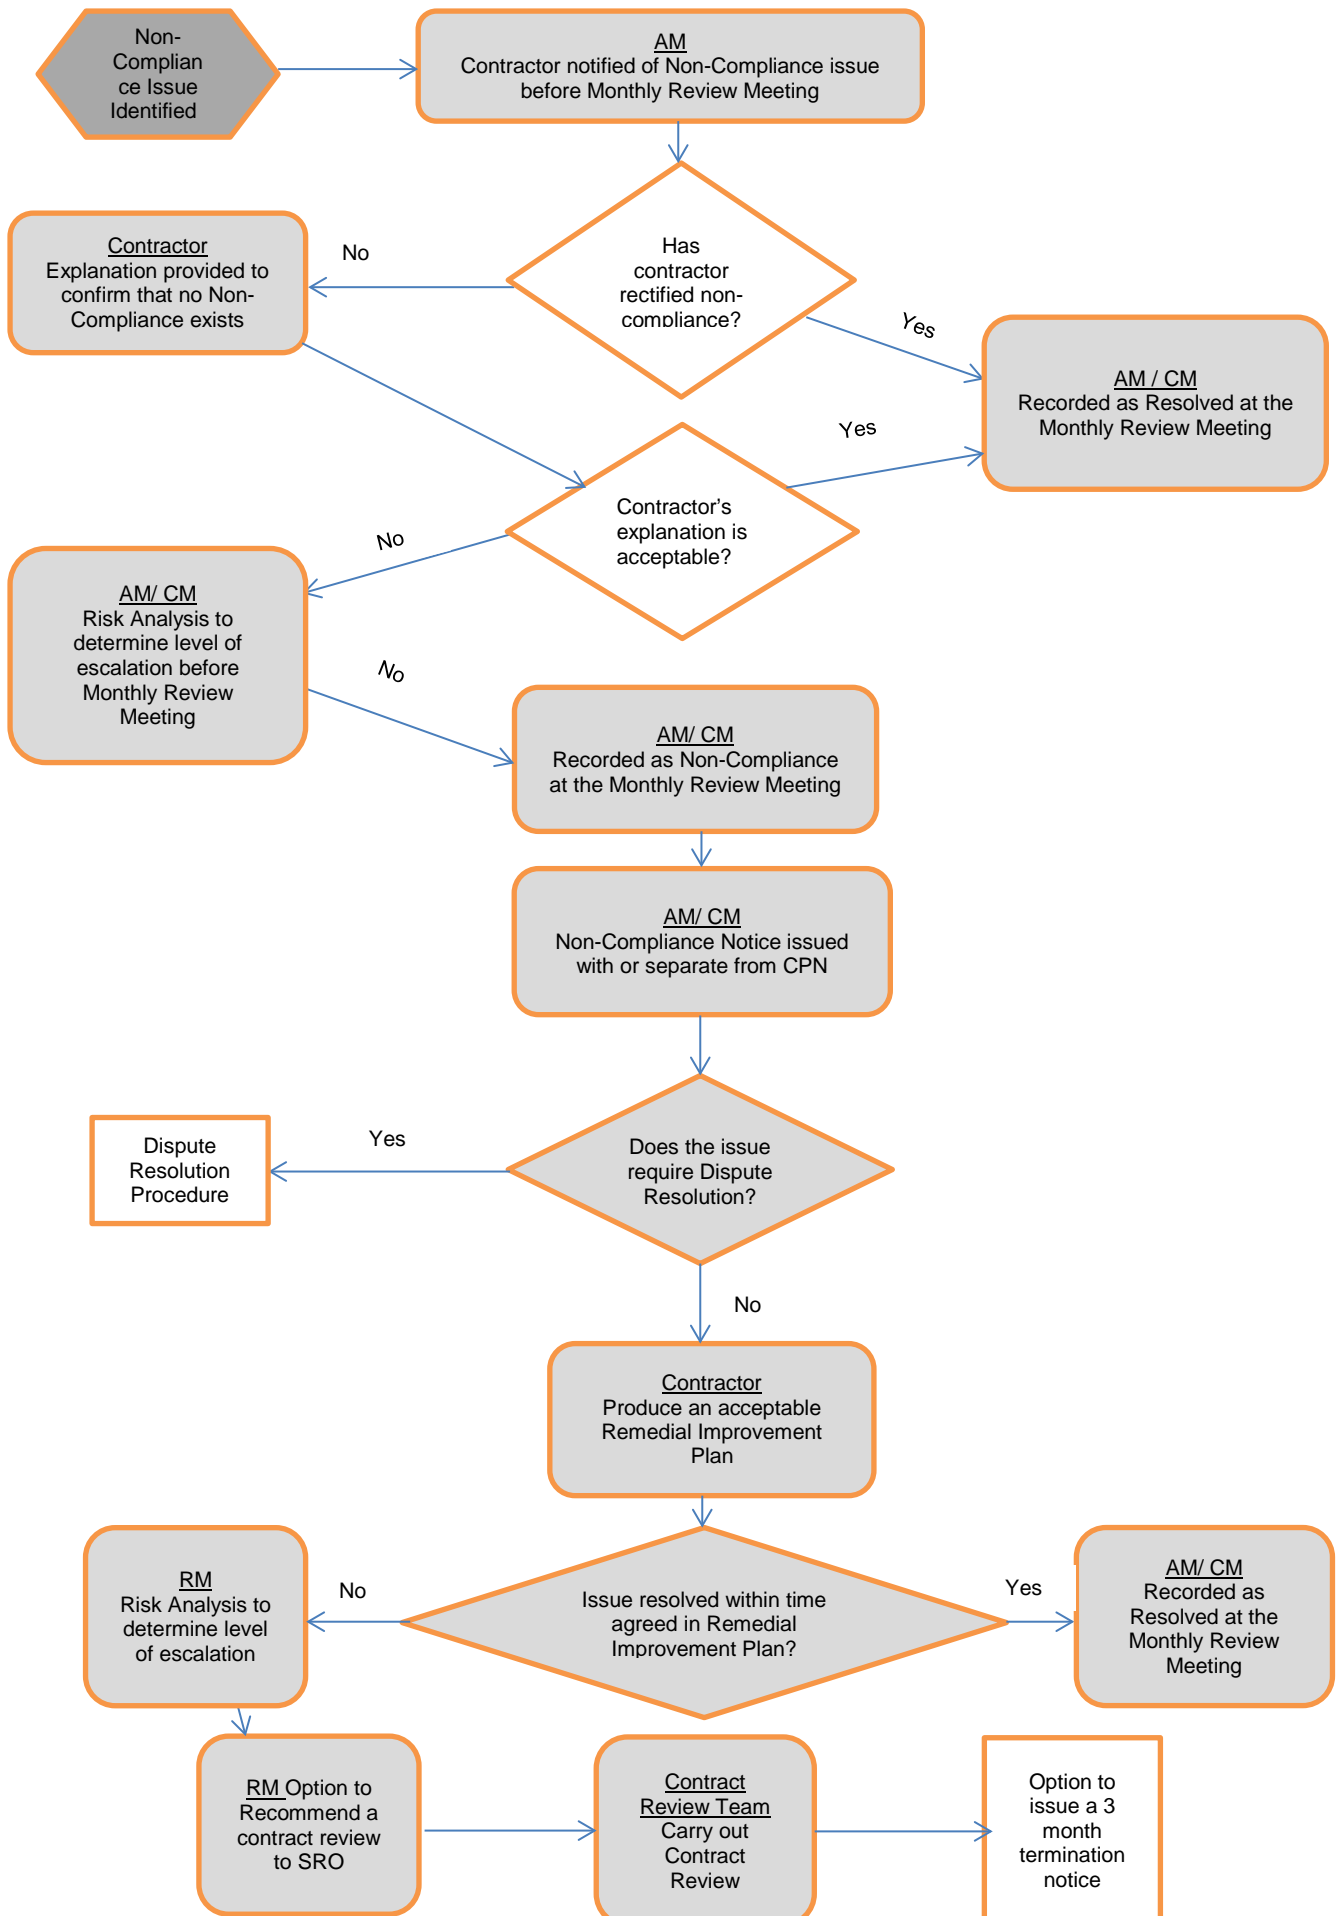 Non-
Complian
ce Issue
Identified
AM
Contractor notified of Non-Compliance issue
before Monthly Review Meeting
Has
contractor
rectified non-
compliance?
No
Yes
Contractor
Explanation provided to
confirm that no Non-
Compliance exists
AM / CM
Recorded as Resolved at the
Monthly Review Meeting
Yes
Contractor's
explanation is
acceptable?
No
AM/ CM
Risk Analysis to
determine level of
escalation before
Monthly Review
Meeting
No
AM/ CM
Recorded as Non-Compliance
at the Monthly Review Meeting
AM/ CM
Non-Compliance Notice issued
with or separate from CPN
Does the issue
require Dispute
Resolution?
Yes
Dispute
Resolution
Procedure
No
Contractor
Produce an acceptable
Remedial Improvement
Plan
Issue resolved within time
agreed in Remedial
Improvement Plan?
No
Yes
RM
Risk Analysis to
determine level
of escalation
AM/ CM
Recorded as
Resolved at the
Monthly Review
Meeting
RM Option to
Recommend a
contract review
to SRO
Contract
Review Team
Carry out
Contract
Review
Option to
issue a 3
month
termination
notice